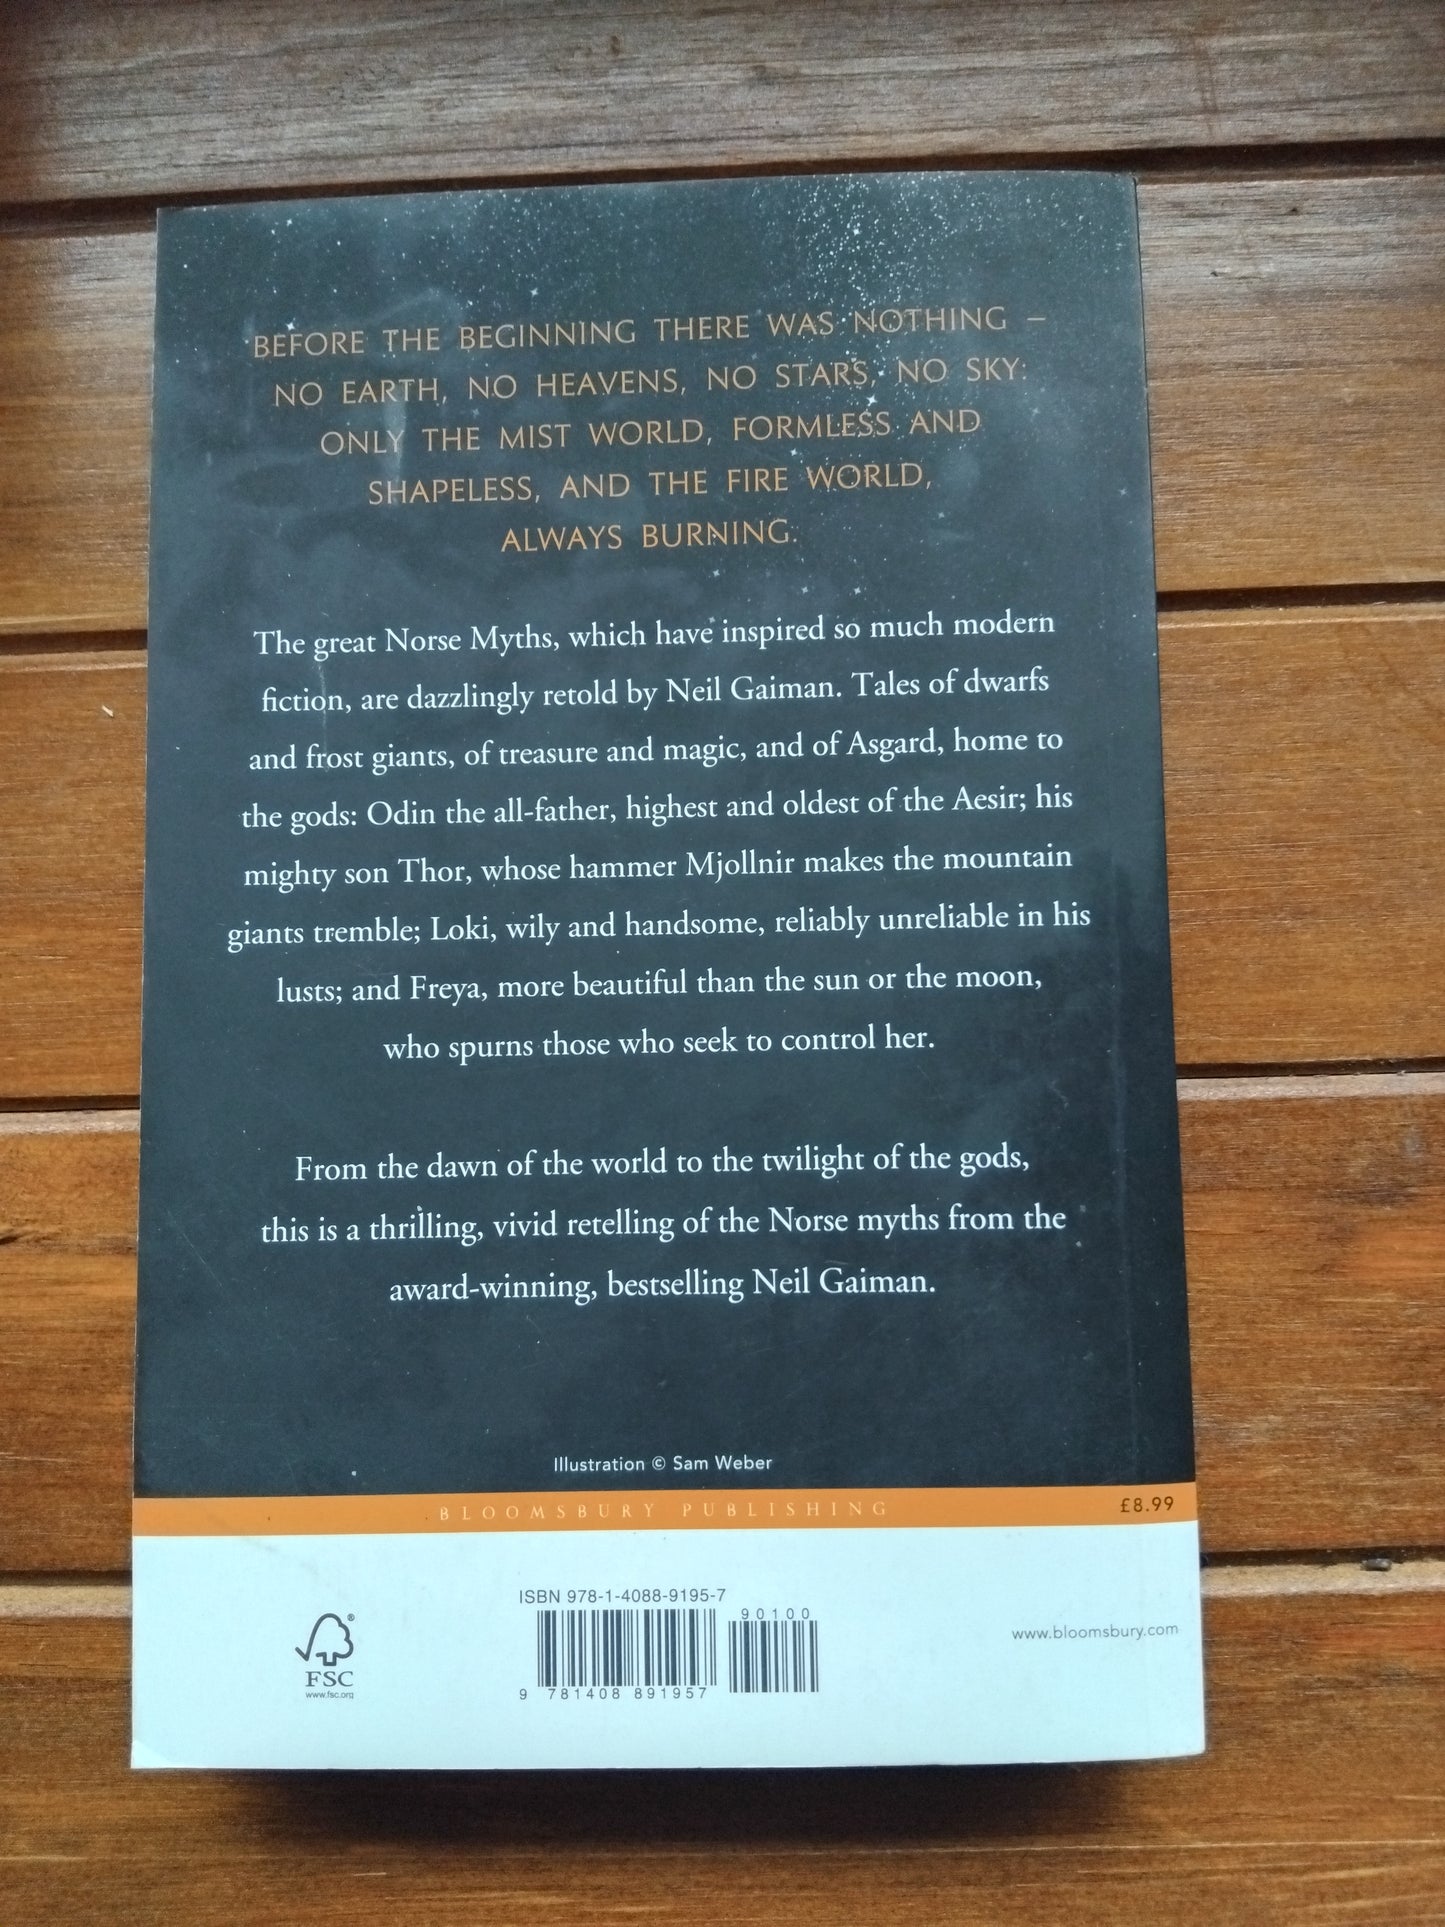 BEFORE THE BEGINNING THERE WAS NOTHING –
NO EARTH, NO HEAVENS, NO STARS, NO SKY:
ONLY THE MIST WORLD, FORMLESS AND
SHAPELESS, AND THE FIRE WORLD,
ALWAYS BURNING.
The great Norse Myths, which have inspired so much modern
fiction, are dazzlingly retold by Neil Gaiman. Tales of dwarfs
and frost giants, of treasure and magic, and of Asgard, home to
the gods: Odin the all-father, highest and oldest of the Aesir; his
mighty son Thor, whose hammer Mjollnir makes the mountain
giants tremble; Loki, wily and handsome, reliably unreliable in his
lusts; and Freya, more beautiful than the sun or the moon,
who spurns those who seek to control her.
From the dawn of the world to the twilight of the gods,
this is a thrilling, vivid retelling of the Norse myths from the
award-winning, bestselling Neil Gaiman.
Illustration © Sam Weber
BLOOMSBURY PUBLISHING
£8.99
ISBN 978-1-4088-9195-7
90100
9 781408 891957
FSC
www.fsc.org
www.bloomsbury.com